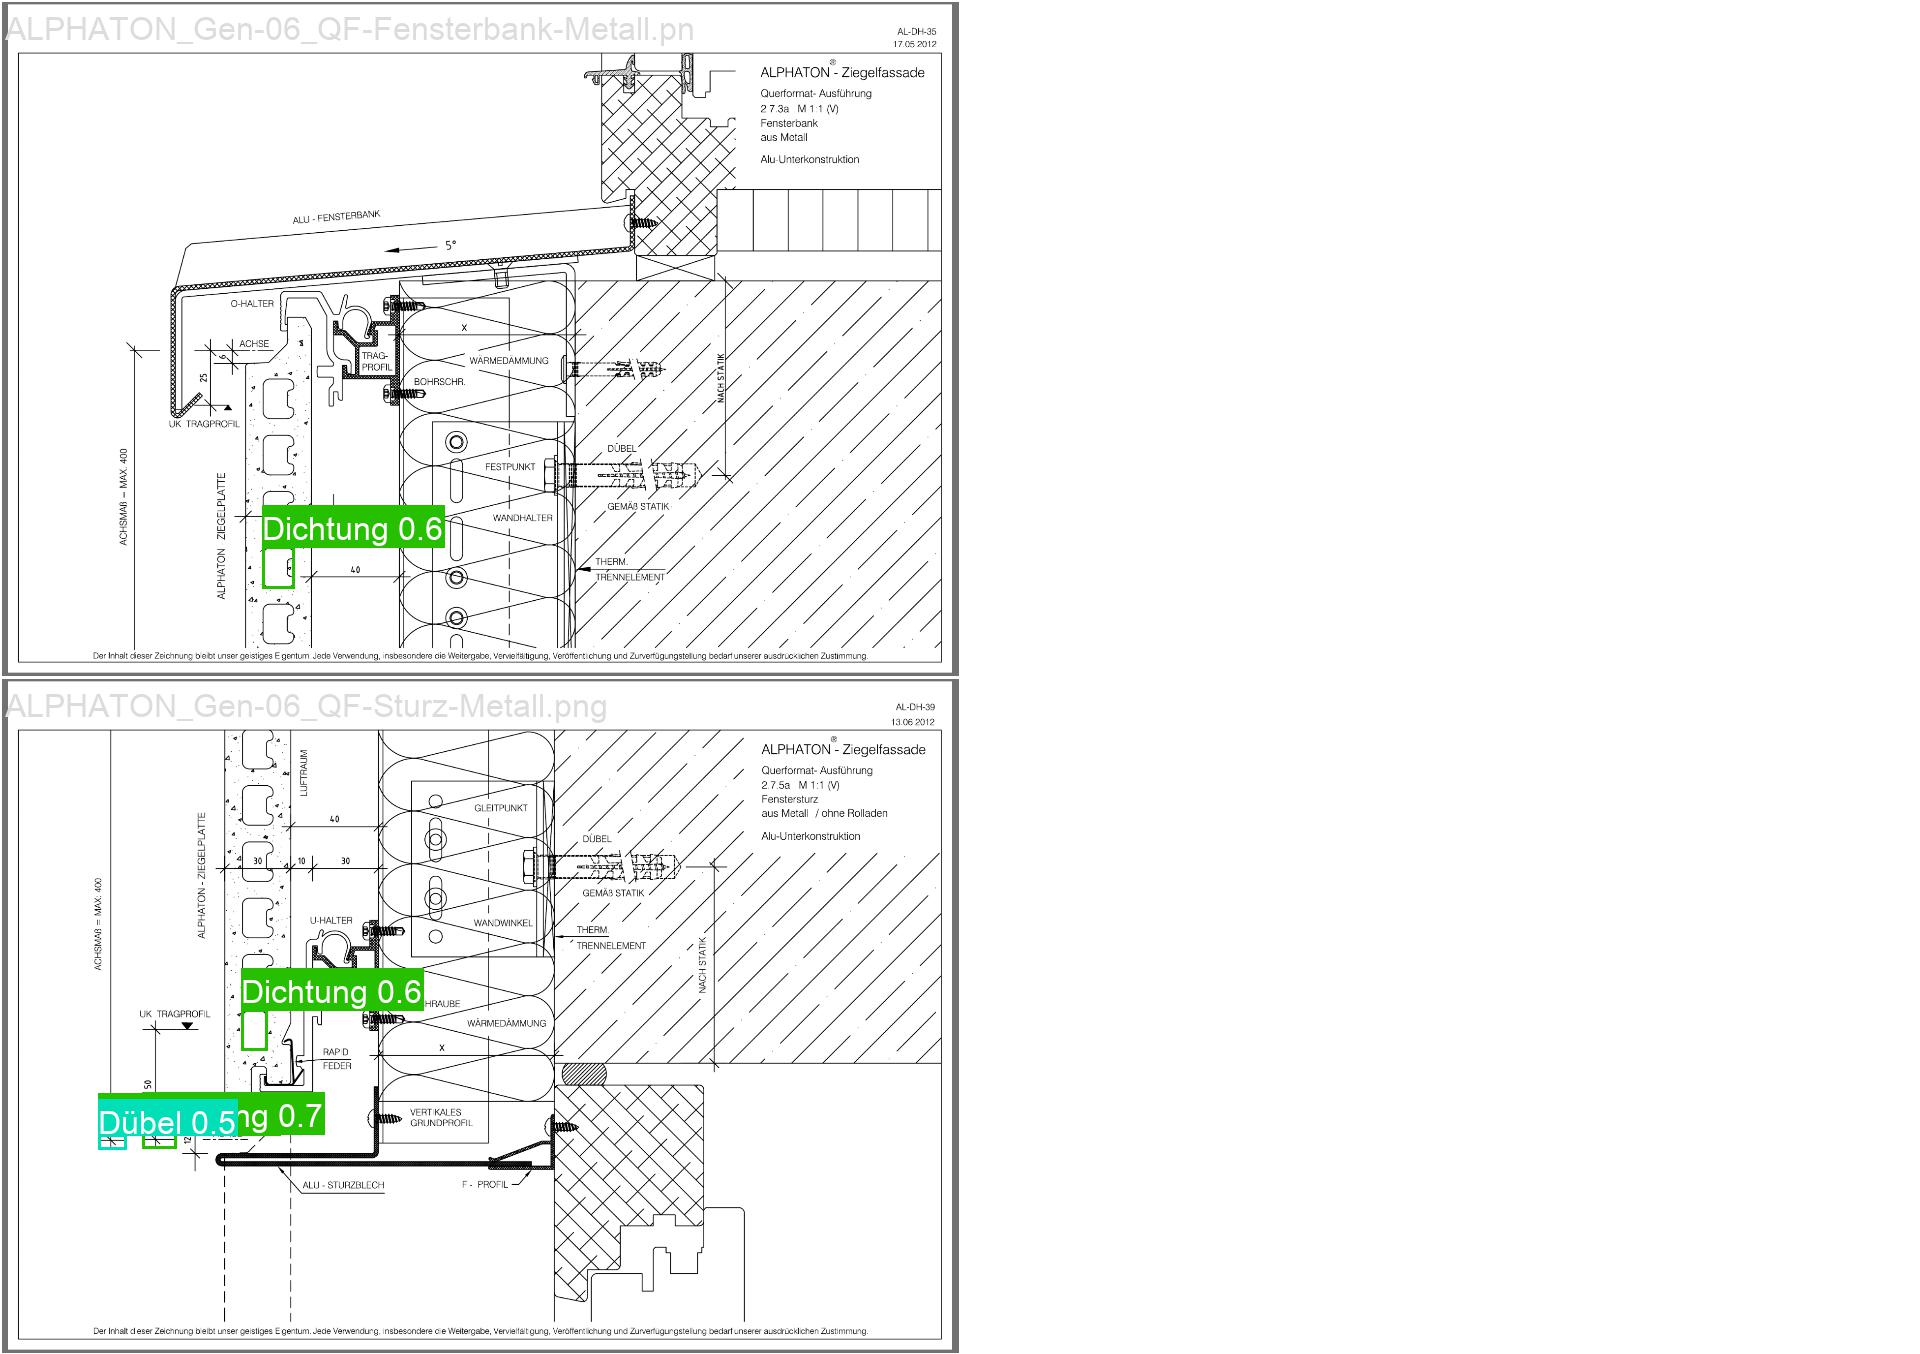 ALPHATON_Gen-06_QF-Fensterbank-Metall.pn
AL-DH-35
17.05 2012
ALPHATON® - Ziegelfassade
Querformat- Ausführung
2.7.3a M 1:1 (V)
Fensterbank
aus Metall
Alu-Unterkonstruktion
ALU - FENSTERBANK
5°
O-HALTER
ACHSE
6
25
UK TRAGPROFIL
TRAG-
PROFIL
BOHRSCHR.
X
WÄRMEDÄMMUNG
NACH STATIK
DÜBEL
FESTPUNKT
GEMÄß STATIK
WANDHALTER
ACHSMAß = MAX. 400
ALPHATON ZIEGELPLATTE
Dichtung 0.6
40
THERM.
TRENNELEMENT
Der Inhalt dieser Zeichnung bleibt unser geistiges Eigentum. Jede Verwendung, insbesondere die Weitergabe, Vervielfältigung, Veröffentlichung und Zurverfügungstellung bedarf unserer ausdrücklichen Zustimmung.
ALPHATON_Gen-06_QF-Sturz-Metall.png
AL-DH-39
13.06 2012
ALPHATON® - Ziegelfassade
Querformat- Ausführung
2.7.5a M 1:1 (V)
Fenstersturz
aus Metall / ohne Rolladen
Alu-Unterkonstruktion
LUFTRAUM
GLEITPUNKT
40
ALPHATON - ZIEGELPLATTE
DÜBEL
30
10
30
GEMÄß STATIK
ACHSMAß = MAX. 400
U-HALTER
WANDWINKEL
THERM.
TRENNELEMENT
NACH STATIK
Dichtung 0.6
HRAUBE
UK TRAGPROFIL
WÄRMEDÄMMUNG
X
RAPID
FEDER
50
Dübel 0.5
ng 0.7
12
VERTIKALES
GRUNDPROFIL
ALU - STURZBLECH
F - PROFIL
Der Inhalt dieser Zeichnung bleibt unser geistiges Eigentum. Jede Verwendung, insbesondere die Weitergabe, Vervielfältigung, Veröffentlichung und Zurverfügungstellung bedarf unserer ausdrücklichen Zustimmung.